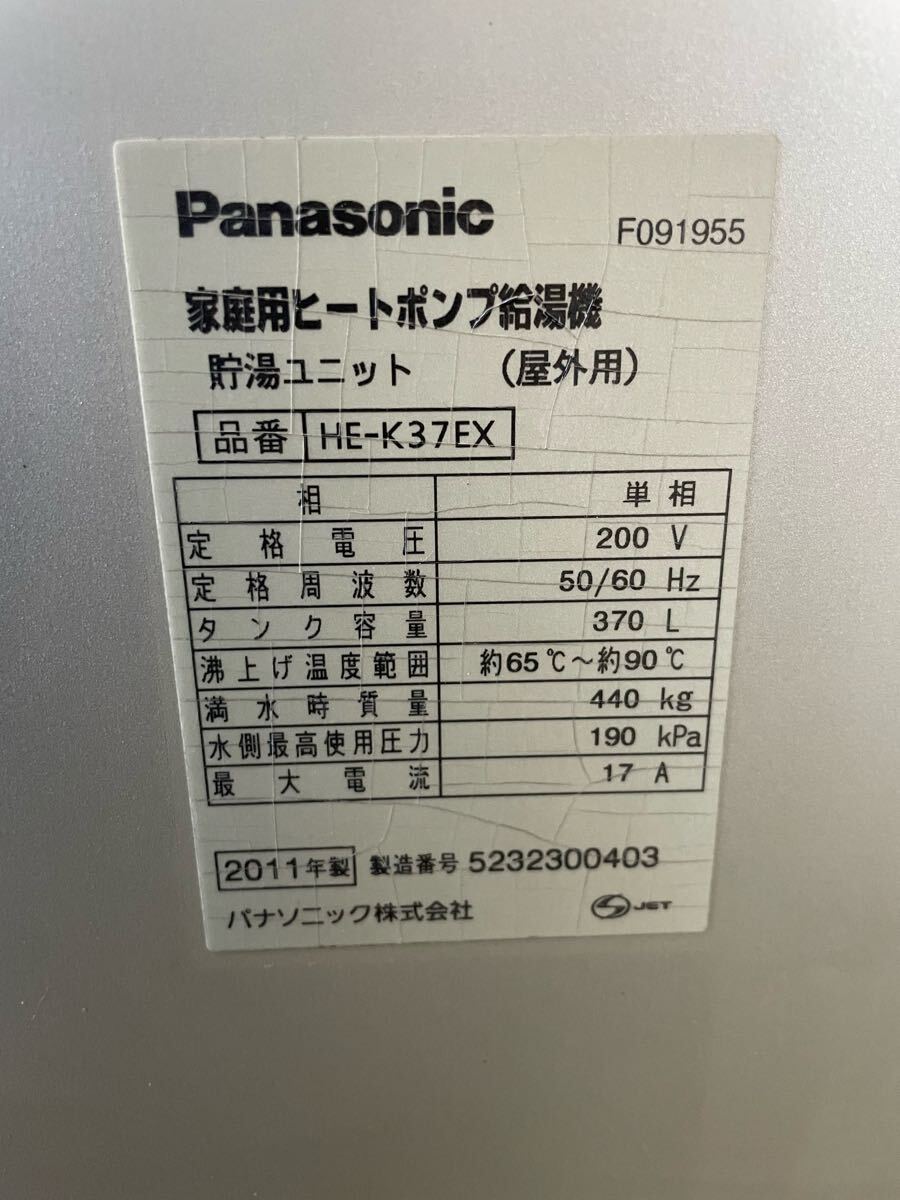 Panasonic
F091955
家庭用ヒートポンプ給湯機
貯湯ユニット （屋外用）
品番 HE-K37EX
相 単相
定格電圧 200 V
定格周波数 50/60 Hz
タンク容量 370 L
沸上げ温度範囲 約65℃～約90℃
満水時質量 440 kg
水側最高使用圧力 190 kPa
最大電流 17 A
2011年製 製造番号 5232300403
パナソニック株式会社 JET